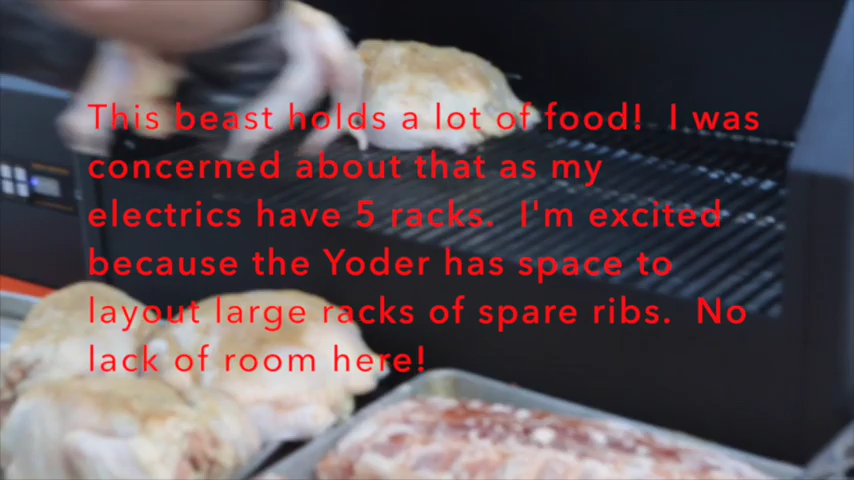 This beast holds a lot of food!  I was
concerned about that as my
electrics have 5 racks.  I'm excited
because the Yoder has space to
layout large racks of spare ribs.  No
lack of room here!